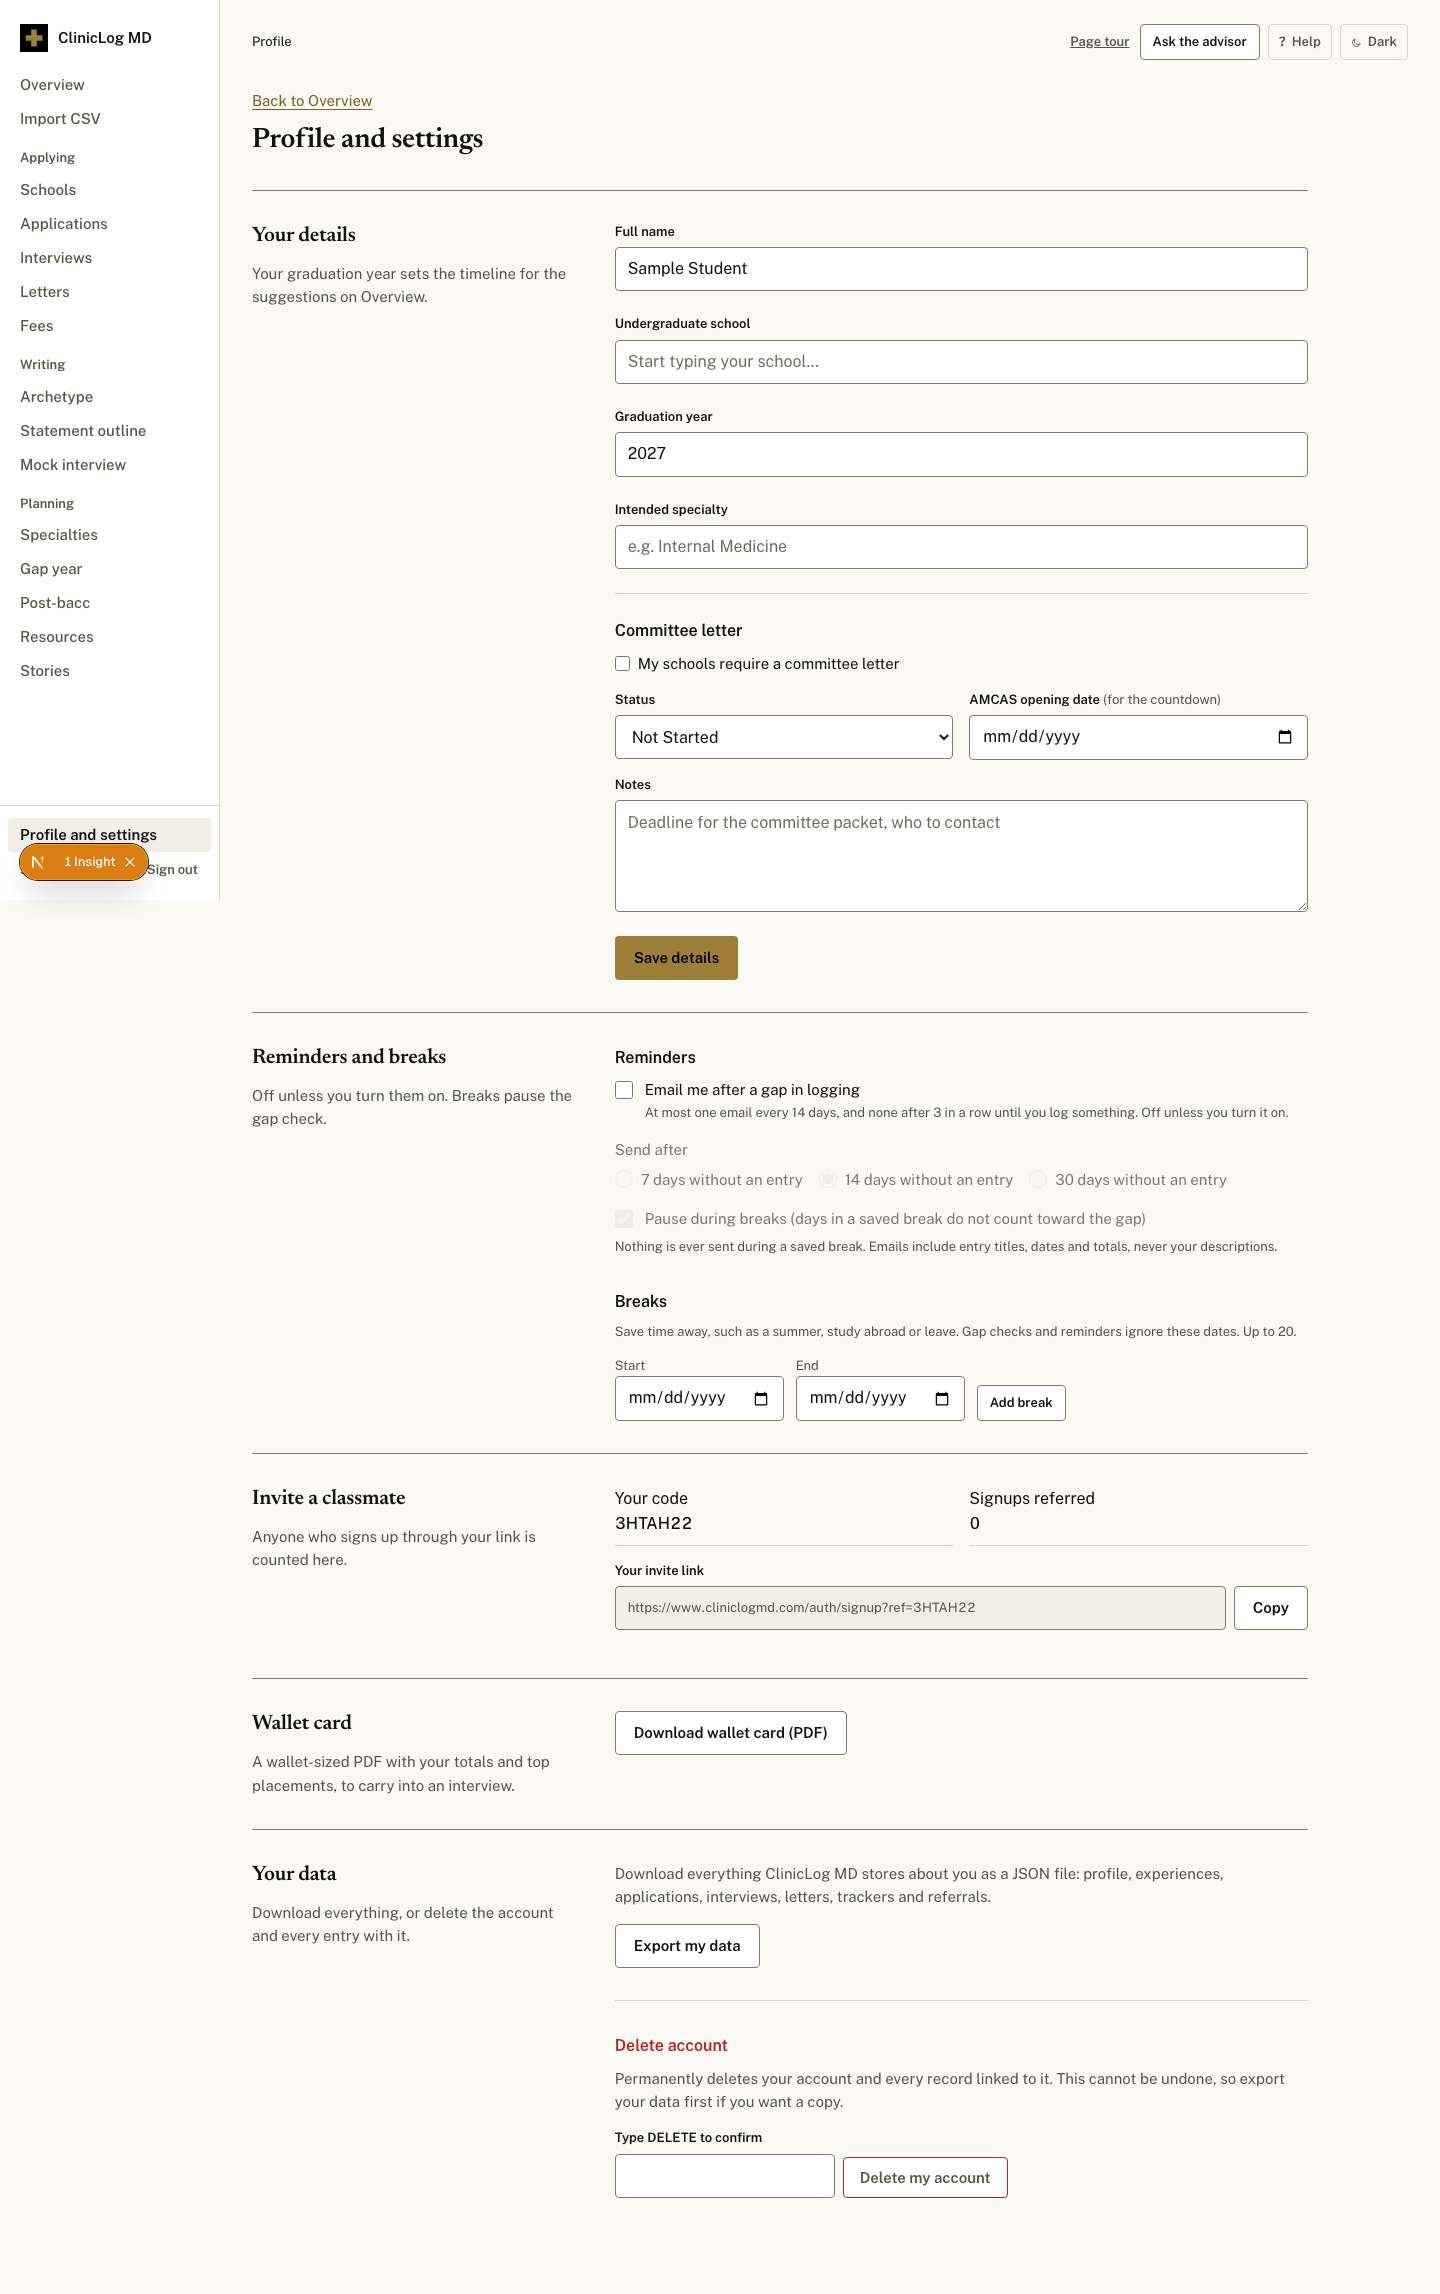 ClinicLog MD
Overview
Import CSV
Applying
Schools
Applications
Interviews
Letters
Fees
Writing
Archetype
Statement outline
Mock interview
Planning
Specialties
Gap year
Post-bacc
Resources
Stories
Profile and settings
1 Insight
Sign out
Profile
Page tour
Ask the advisor
? Help
Dark
Back to Overview
Profile and settings
Your details
Your graduation year sets the timeline for the
suggestions on Overview.
Full name
Sample Student
Undergraduate school
Start typing your school...
Graduation year
2027
Intended specialty
e.g. Internal Medicine
Committee letter
My schools require a committee letter
Status
Not Started
AMCAS opening date (for the countdown)
mm/dd/yyyy
Notes
Deadline for the committee packet, who to contact
Save details
Reminders and breaks
Off unless you turn them on. Breaks pause the
gap check.
Reminders
Email me after a gap in logging
At most one email every 14 days, and none after 3 in a row until you log something. Off unless you turn it on.
Send after
7 days without an entry
14 days without an entry
30 days without an entry
Pause during breaks (days in a saved break do not count toward the gap)
Nothing is ever sent during a saved break. Emails include entry titles, dates and totals, never your descriptions.
Breaks
Save time away, such as a summer, study abroad or leave. Gap checks and reminders ignore these dates. Up to 20.
Start
mm/dd/yyyy
End
mm/dd/yyyy
Add break
Invite a classmate
Anyone who signs up through your link is
counted here.
Your code
3HTAH22
Signups referred
0
Your invite link
https://www.cliniclogmd.com/auth/signup?ref=3HTAH22
Copy
Wallet card
A wallet-sized PDF with your totals and top
placements, to carry into an interview.
Download wallet card (PDF)
Your data
Download everything, or delete the account
and every entry with it.
Download everything ClinicLog MD stores about you as a JSON file: profile, experiences,
applications, interviews, letters, trackers and referrals.
Export my data
Delete account
Permanently deletes your account and every record linked to it. This cannot be undone, so export
your data first if you want a copy.
Type DELETE to confirm
Delete my account